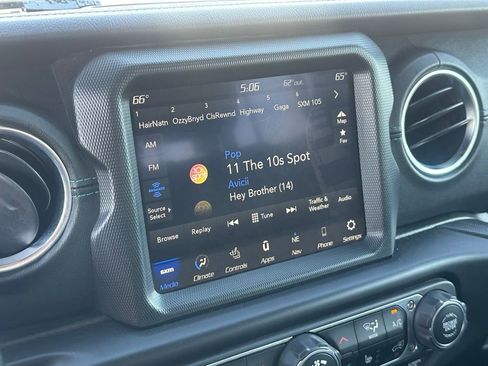 66° 5:06 62°out 65°
1 2 3 4 5 6
HairNatn OzzyBnyd ClsRewnd Highway Gaga SXM 105
AM
Map
Fav
FM
Pop
11 The 10s Spot
Avicii
Hey Brother (14)
Source
Select
Browse Replay Tune Traffic &
Weather Audio
sxm NE
Media Climate Controls Apps Nav Phone Settings
A/C